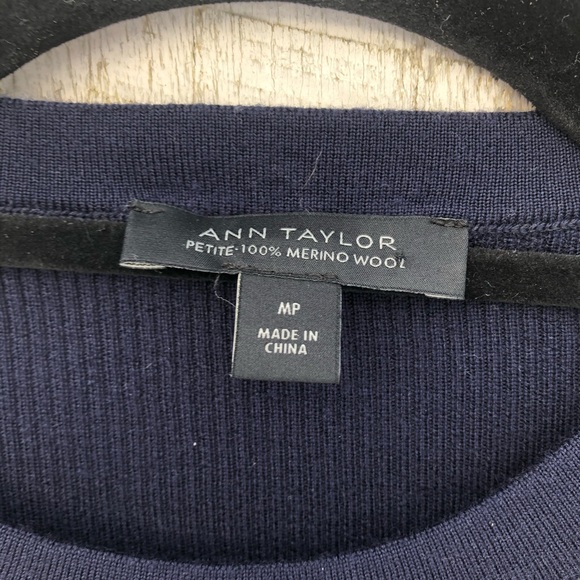 ANN TAYLOR
PETITE-100% MERINO WOOL
MP
MADE IN
CHINA